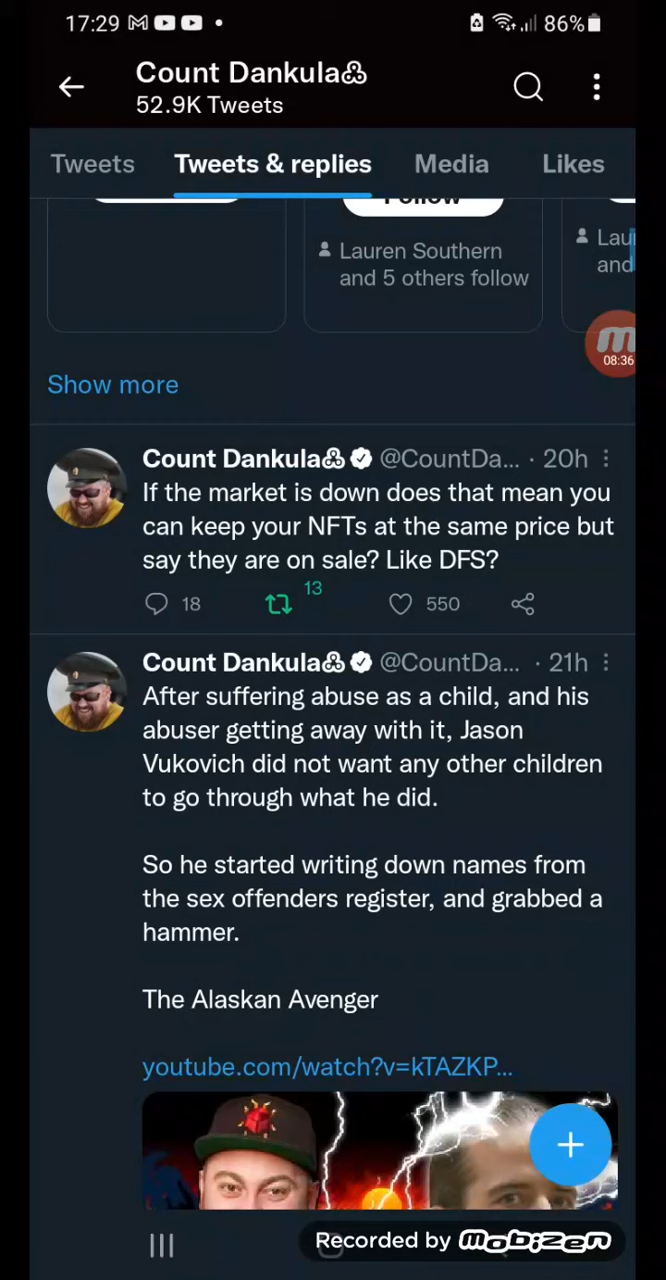 17:29 86%
Count Dankula
52.9K Tweets
Tweets Tweets & replies Media Likes
Follow
Lauren Southern
and 5 others follow
Lau
and
08:36
Show more
Count Dankula @CountDa... · 20h
If the market is down does that mean you
can keep your NFTs at the same price but
say they are on sale? Like DFS?
18 13 550
Count Dankula @CountDa... · 21h
After suffering abuse as a child, and his
abuser getting away with it, Jason
Vukovich did not want any other children
to go through what he did.
So he started writing down names from
the sex offenders register, and grabbed a
hammer.
The Alaskan Avenger
youtube.com/watch?v=kTAZKP...
Recorded by mobizen